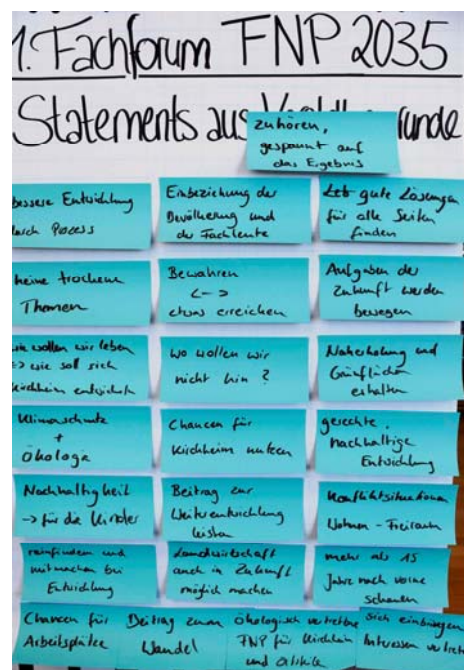 1. Fachforum FNP 2035
Statements aus
zuhören,
gespannt auf
das Ergebnis
bessere Entwicklung
durch Prozess
Einbeziehung der
Bevölkerung und
der Fachleute
gute Lösungen
für alle Seiten
finden
keine trockene
Themen
Bewahren
<-->
etwas erreichen
Aufgaben der
Zukunft werden
bewegen
wie wollen wir leben
-> wie soll sich
Kirchheim entwickeln
wo wollen wir
nicht hin?
Naherholung und
Grünflächen
erhalten
Klimaschutz
+
Ökologie
Chancen für
Kirchheim nutzen
gerechte,
nachhaltige
Entwicklung
Nachhaltigkeit
-> für die Kinder
Beitrag zur
Weiterentwicklung
leisten
Konfliktsituationen
Wohnen - Freiraum
reinfinden und
mitmachen bei
Entwicklung
Landwirtschaft
auch in Zukunft
möglich machen
mehr als 15
Jahre nach vorne
schauen
Chancen für
Arbeitsplätze
Beitrag zum
Wandel
ökologisch vertretbare
FNP für Kirchheim
und Ortsteile
sich einbringen
Interessen